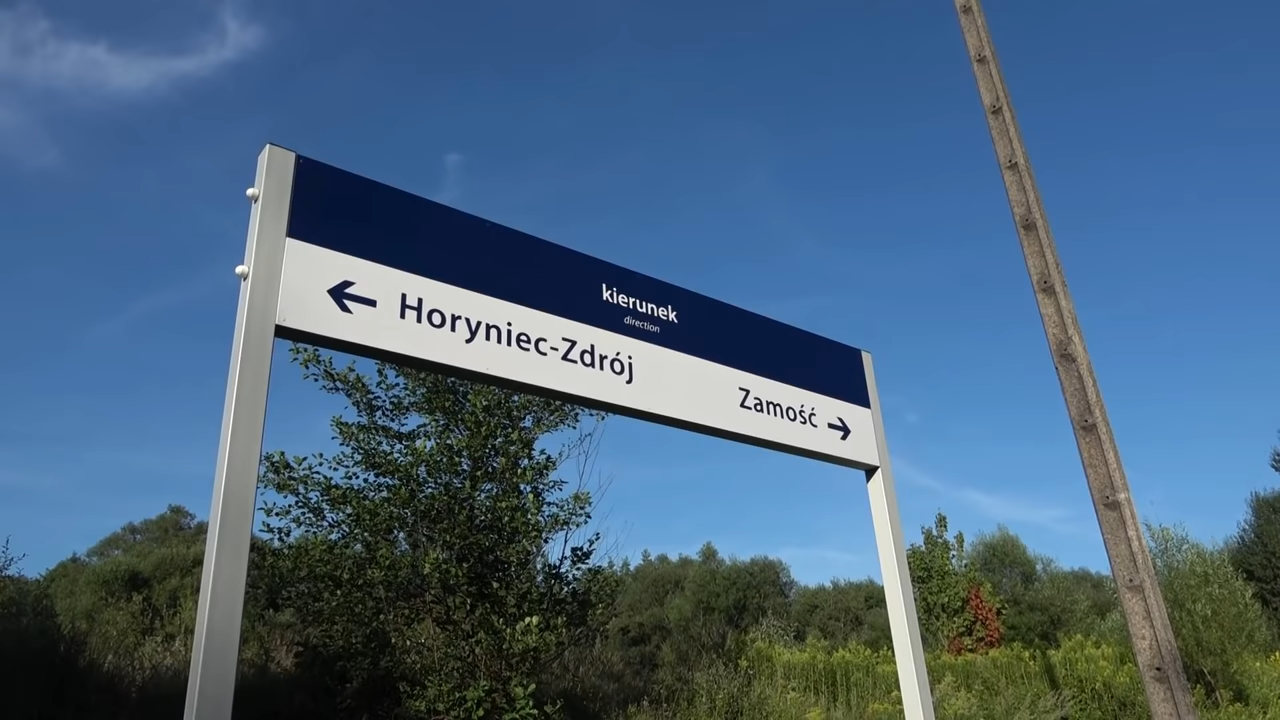 kierunek
direction
← Horyniec-Zdrój
Zamość →